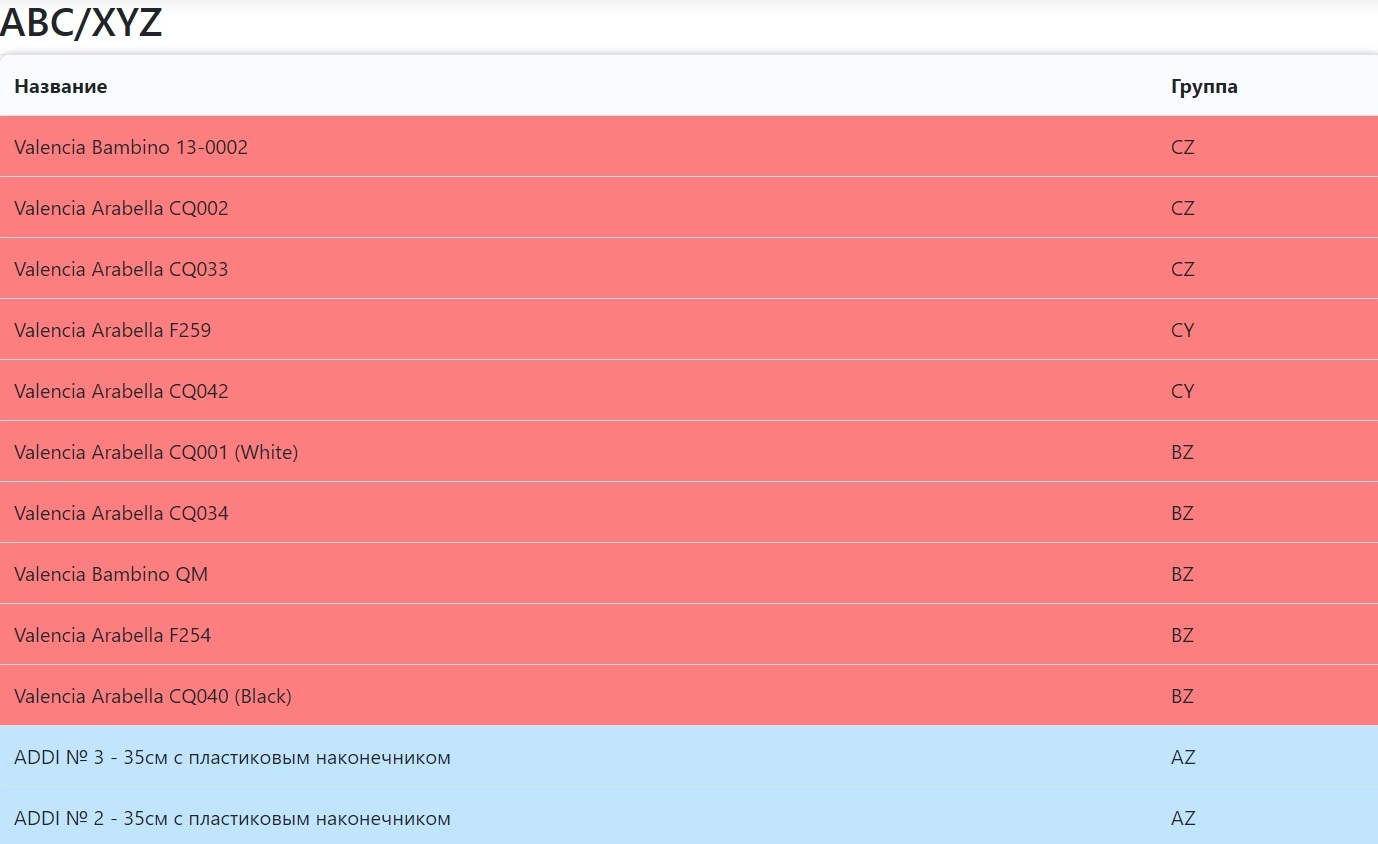 ABC/XYZ
Название Группа
Valencia Bambino 13-0002 CZ
Valencia Arabella CQ002 CZ
Valencia Arabella CQ033 CZ
Valencia Arabella F259 CY
Valencia Arabella CQ042 CY
Valencia Arabella CQ001 (White) BZ
Valencia Arabella CQ034 BZ
Valencia Bambino QM BZ
Valencia Arabella F254 BZ
Valencia Arabella CQ040 (Black) BZ
ADDI № 3 - 35см с пластиковым наконечником AZ
ADDI № 2 - 35см с пластиковым наконечником AZ